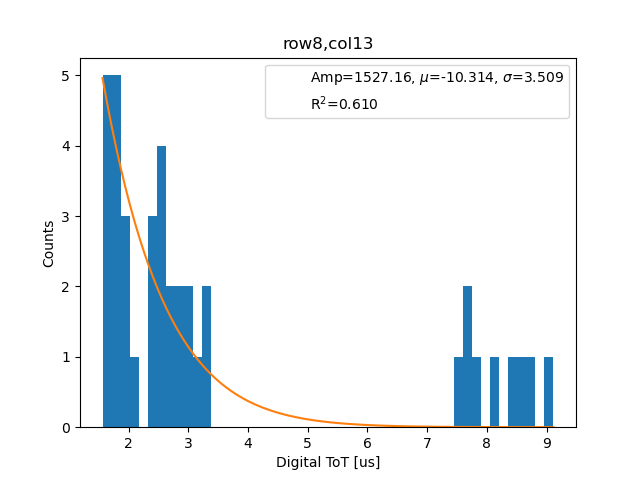 row8,col13
Amp=1527.16, μ=-10.314, σ=3.509
R²=0.610
5
4
3
2
1
0
Counts
2 3 4 5 6 7 8 9
Digital ToT [us]